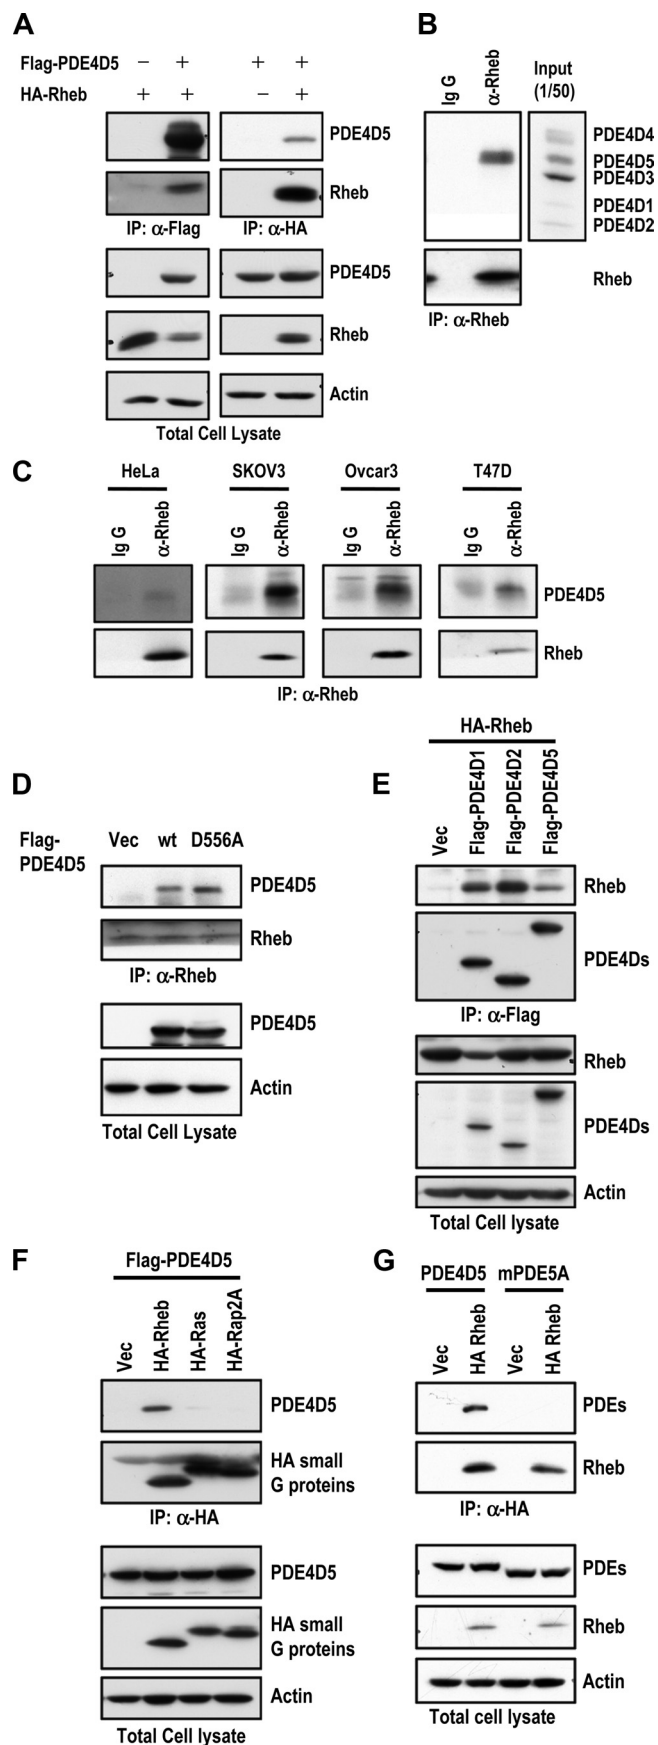 A
Flag-PDE4D5 – + + +
HA-Rheb + + – +
PDE4D5
Rheb
IP: α-Flag IP: α-HA
PDE4D5
Rheb
Actin
Total Cell Lysate
B
Ig G α-Rheb Input (1/50)
PDE4D4
PDE4D5
PDE4D3
PDE4D1
PDE4D2
Rheb
IP: α-Rheb
C
HeLa SKOV3 Ovcar3 T47D
Ig G α-Rheb Ig G α-Rheb Ig G α-Rheb Ig G α-Rheb
PDE4D5
Rheb
IP: α-Rheb
D
Flag-
PDE4D5
Vec wt D556A
PDE4D5
Rheb
IP: α-Rheb
PDE4D5
Actin
Total Cell Lysate
E
HA-Rheb
Vec Flag-PDE4D1 Flag-PDE4D2 Flag-PDE4D5
Rheb
PDE4Ds
IP: α-Flag
Rheb
PDE4Ds
Actin
Total Cell lysate
F
Flag-PDE4D5
Vec HA-Rheb HA-Ras HA-Rap2A
PDE4D5
HA small
G proteins
IP: α-HA
PDE4D5
HA small
G proteins
Actin
Total Cell lysate
G
PDE4D5 mPDE5A
Vec HA Rheb Vec HA Rheb
PDEs
Rheb
IP: α-HA
PDEs
Rheb
Actin
Total cell lysate